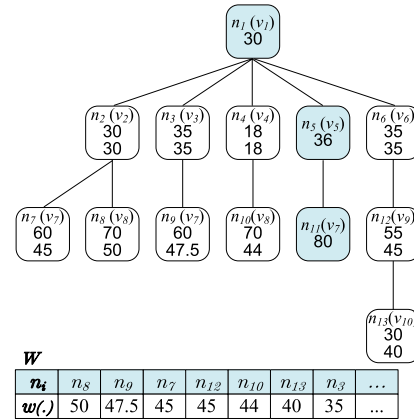 n₁ (v₁)
30
n₂ (v₂)
30
30
n₃ (v₃)
35
35
n₄ (v₄)
18
18
n₅ (v₅)
36
n₆ (v₆)
35
35
n₇ (v₇)
60
45
n₈ (v₈)
70
50
n₉ (v₇)
60
47.5
n₁₀ (v₈)
70
44
n₁₁ (v₇)
80
n₁₂ (v₉)
55
45
n₁₃ (v₁₀)
30
40
W
nᵢ n₈ n₉ n₇ n₁₂ n₁₀ n₁₃ n₃ ...
w(.) 50 47.5 45 45 44 40 35 ...